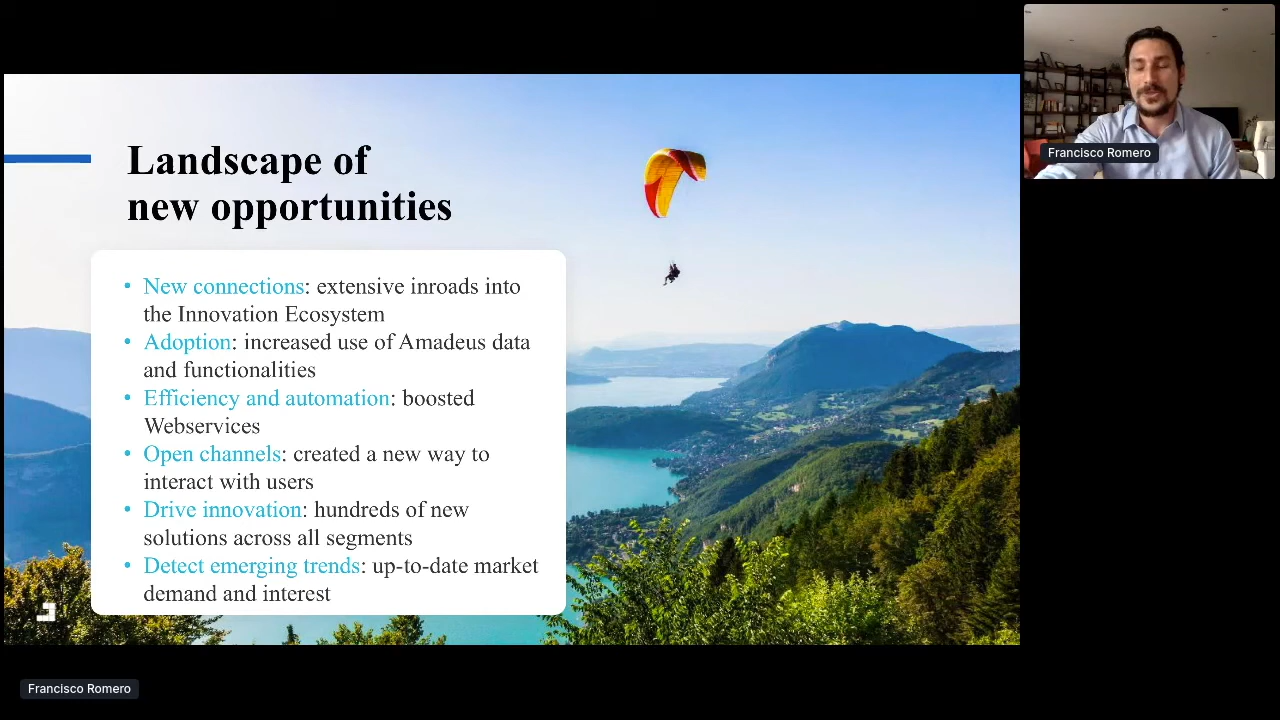 Landscape of
new opportunities
• New connections: extensive inroads into
the Innovation Ecosystem
• Adoption: increased use of Amadeus data
and functionalities
• Efficiency and automation: boosted
Webservices
• Open channels: created a new way to
interact with users
• Drive innovation: hundreds of new
solutions across all segments
• Detect emerging trends: up-to-date market
demand and interest
Francisco Romero
Francisco Romero